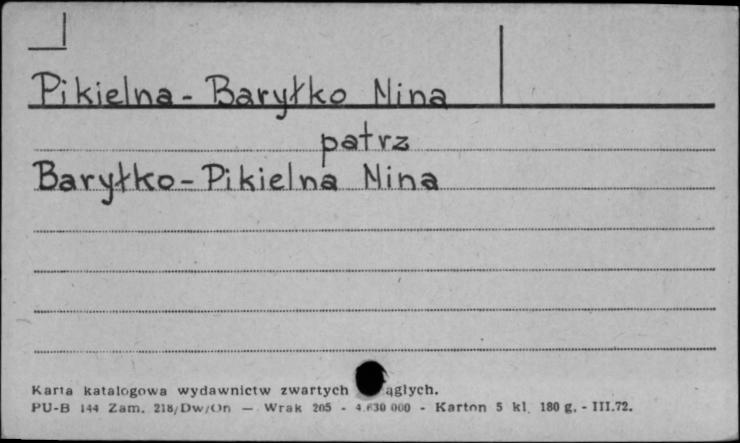 Pikielna-Baryłko Nina
patrz
Baryłko-Pikielna Nina
Karta katalogowa wydawnictw zwartych ągłych.
PU-B 144 Zam. 218/Dw/On — Wrak 205 - 4.630 000 - Karton 5 kl. 180 g. - III.72.